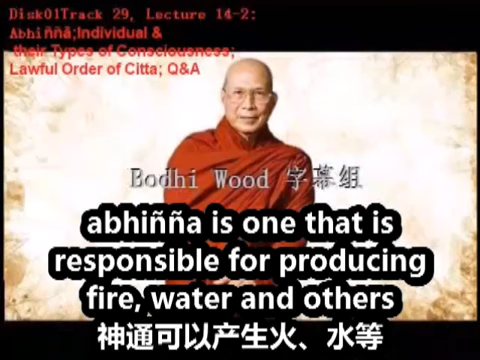 Disk01Track 29, Lecture 14-2:
Abhiññā;Individual &
their Types of Consciousness;
Lawful Order of Citta; Q&A
Bodhi Wood 字幕组
abhiñña is one that is
responsible for producing
fire, water and others
神通可以产生火、水等